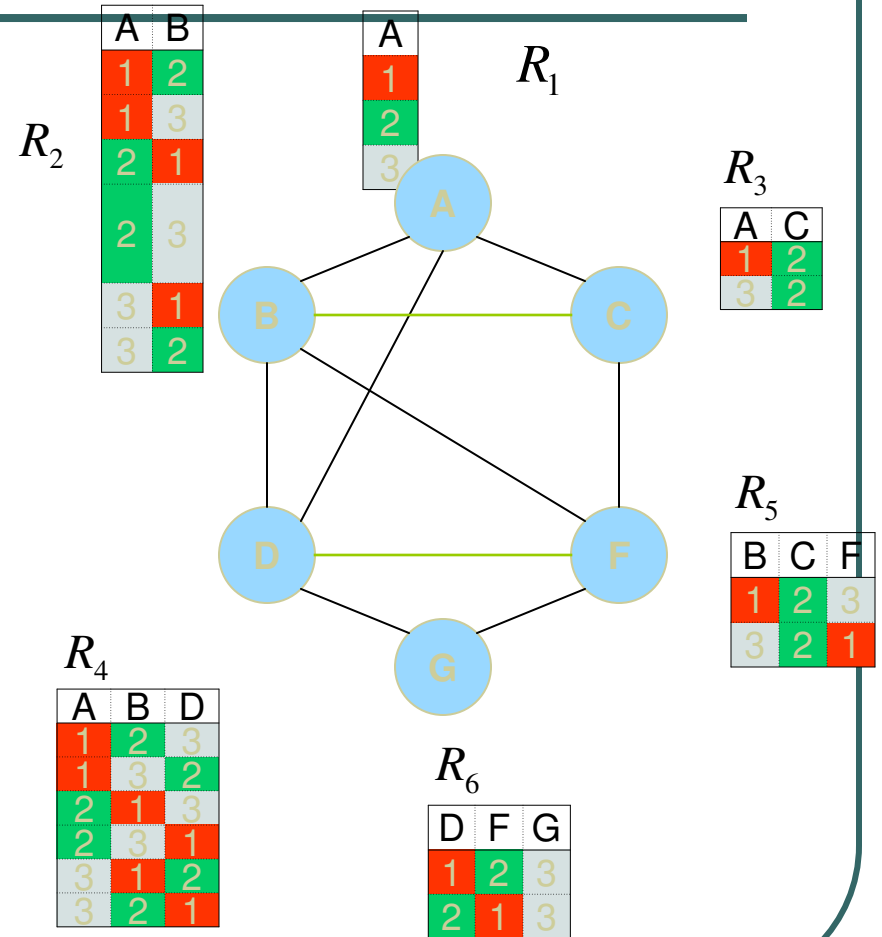 R2
A B
1 2
1 3
2 1
2 3
3 1
3 2
R1
A
1
2
3
R3
A C
1 2
3 2
A
B
C
D
F
G
R5
B C F
1 2 3
3 2 1
R4
A B D
1 2 3
1 3 2
2 1 3
2 3 1
3 1 2
3 2 1
R6
D F G
1 2 3
2 1 3